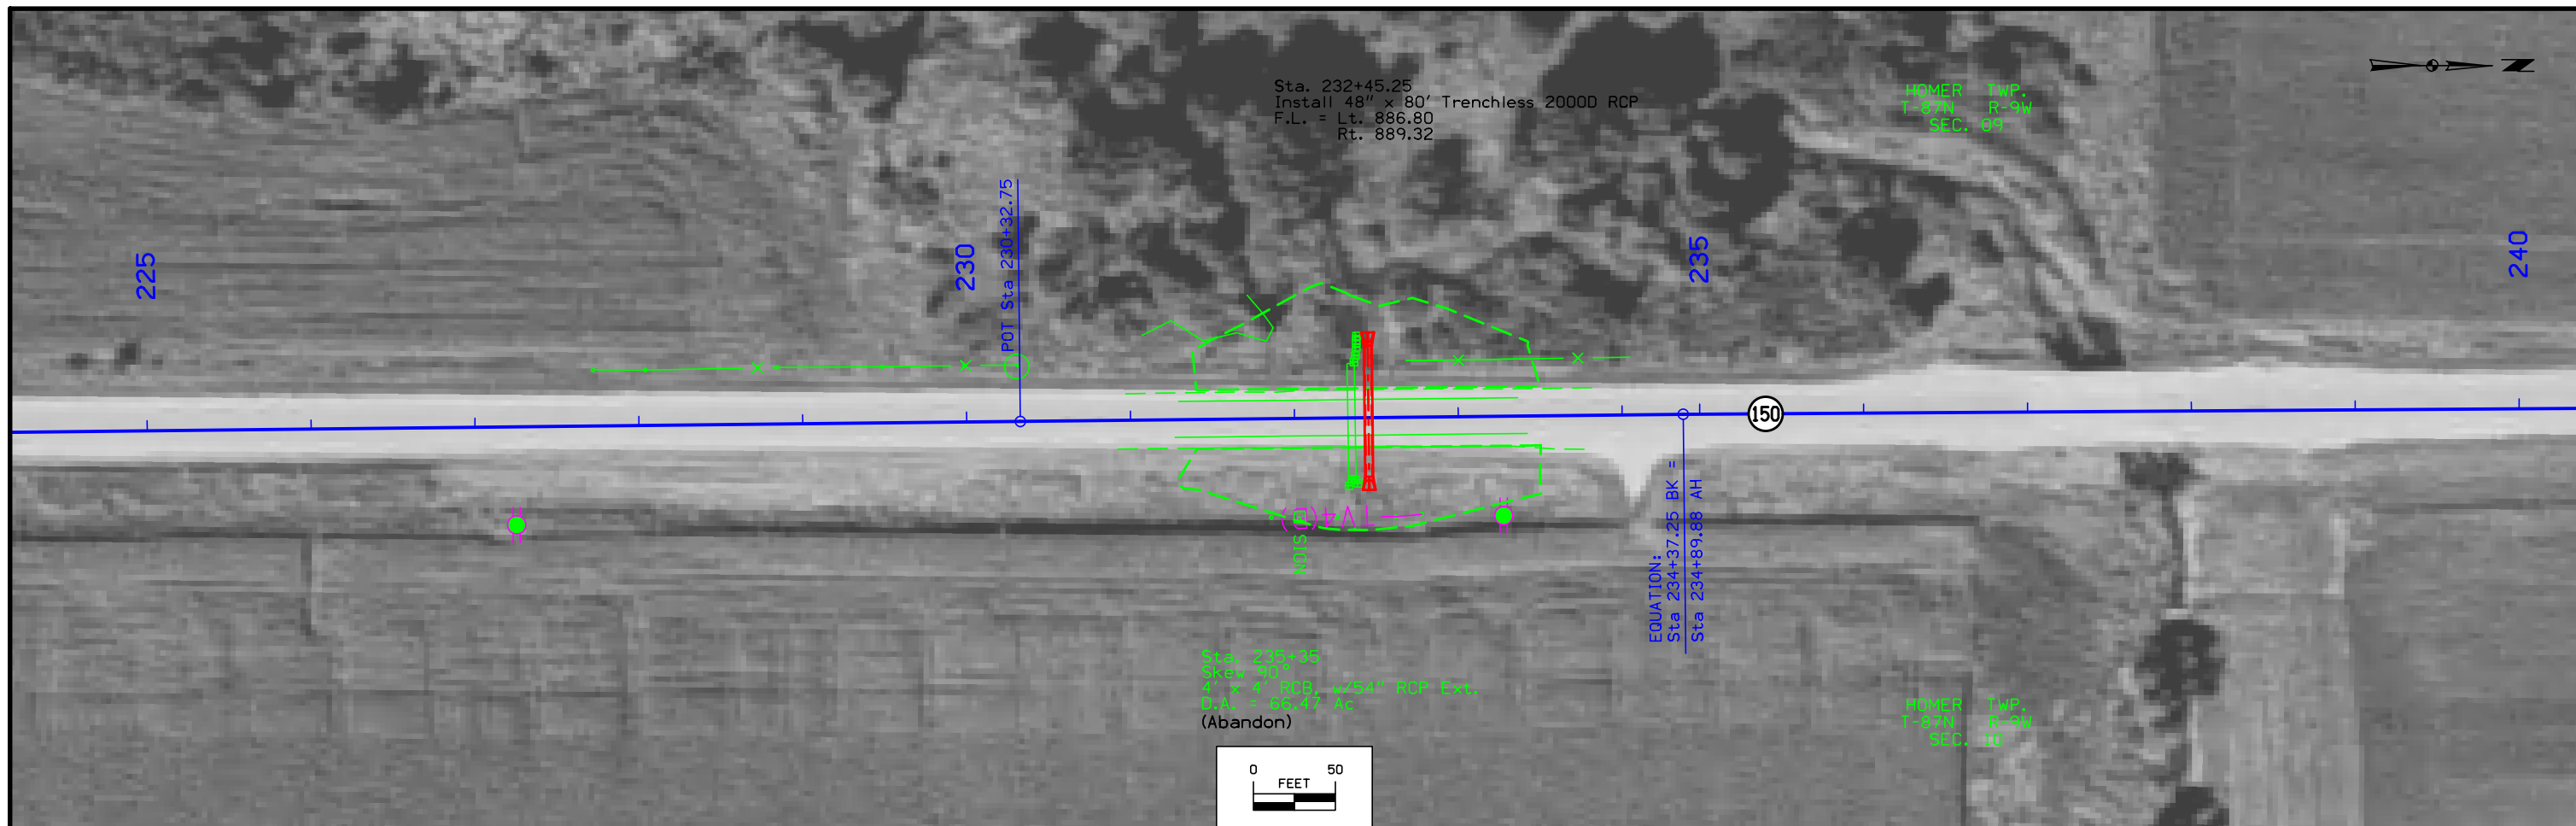 Sta. 232+45.25
Install 48" x 80' Trenchless 2000D RCP
F.L. = Lt. 886.80
Rt. 889.32
HOMER TWP.
T-87N R-9W
SEC. 09
N
225
230
POT Sta 230+32.75
235
240
150
TV4(D)
SIGN
EQUATION:
Sta 234+37.25 BK =
Sta 234+89.88 AH
Sta. 235+35
Skew 90°
4' x 4' RCB, w/54" RCP Ext.
D.A. = 66.47 Ac
(Abandon)
HOMER TWP.
T-87N R-9W
SEC. 10
0 50
FEET